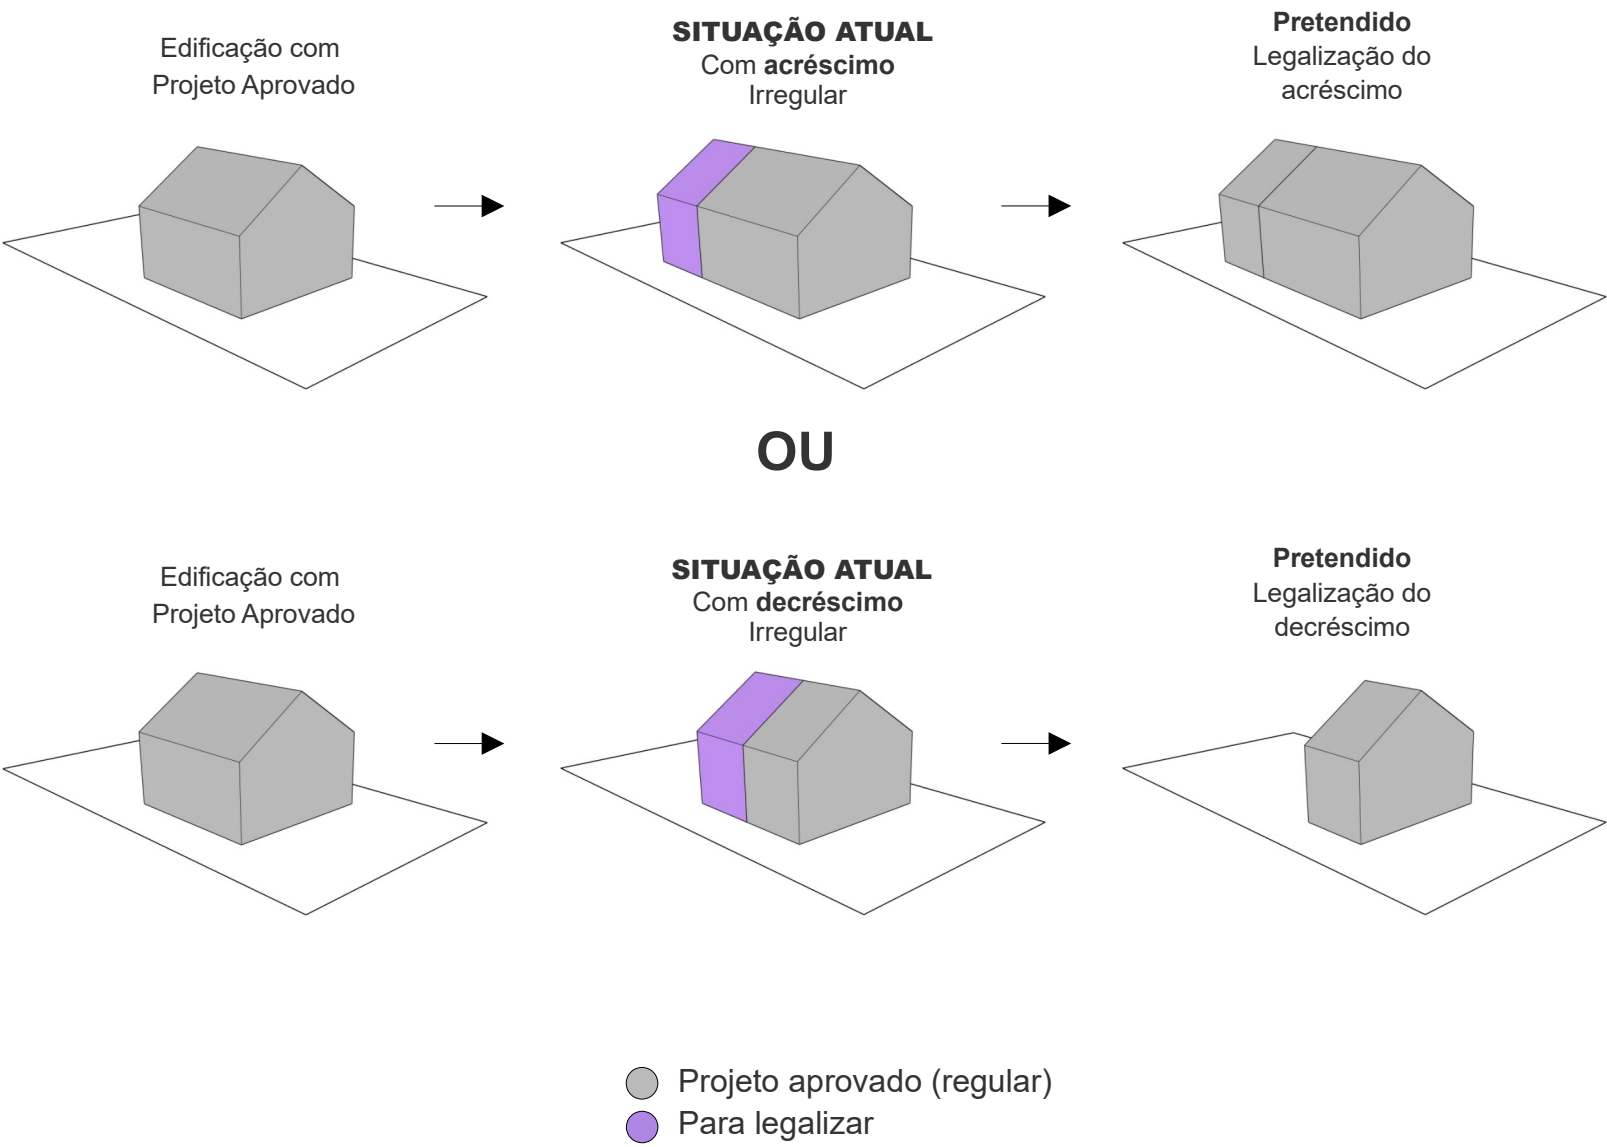 Edificação com
Projeto Aprovado
SITUAÇÃO ATUAL
Com acréscimo
Irregular
Pretendido
Legalização do
acréscimo
OU
Edificação com
Projeto Aprovado
SITUAÇÃO ATUAL
Com decréscimo
Irregular
Pretendido
Legalização do
decréscimo
Projeto aprovado (regular)
Para legalizar